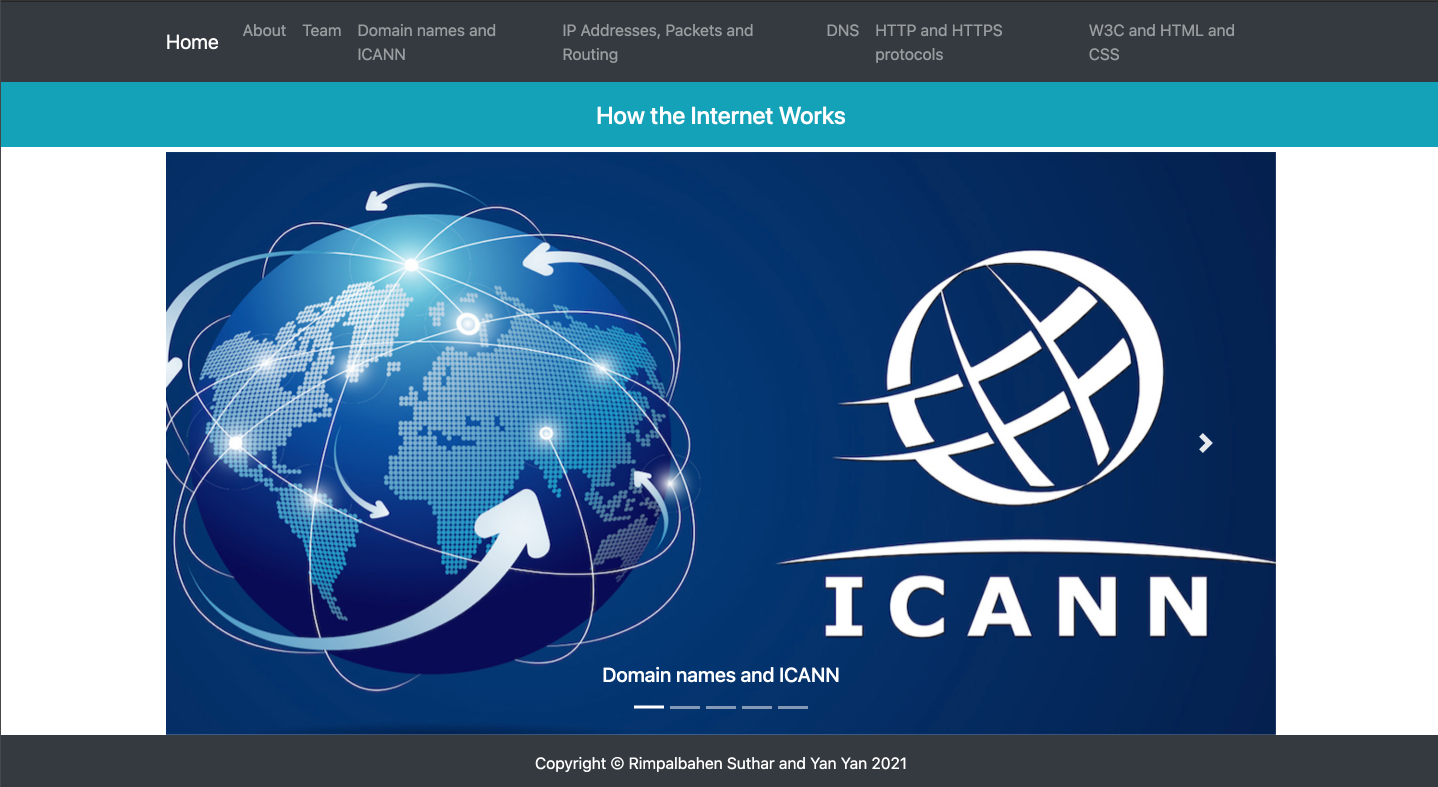 Home
About
Team
Domain names and
ICANN
IP Addresses, Packets and
Routing
DNS
HTTP and HTTPS
protocols
W3C and HTML and
CSS
How the Internet Works
ICANN
Domain names and ICANN
Copyright © Rimpalbahen Suthar and Yan Yan 2021